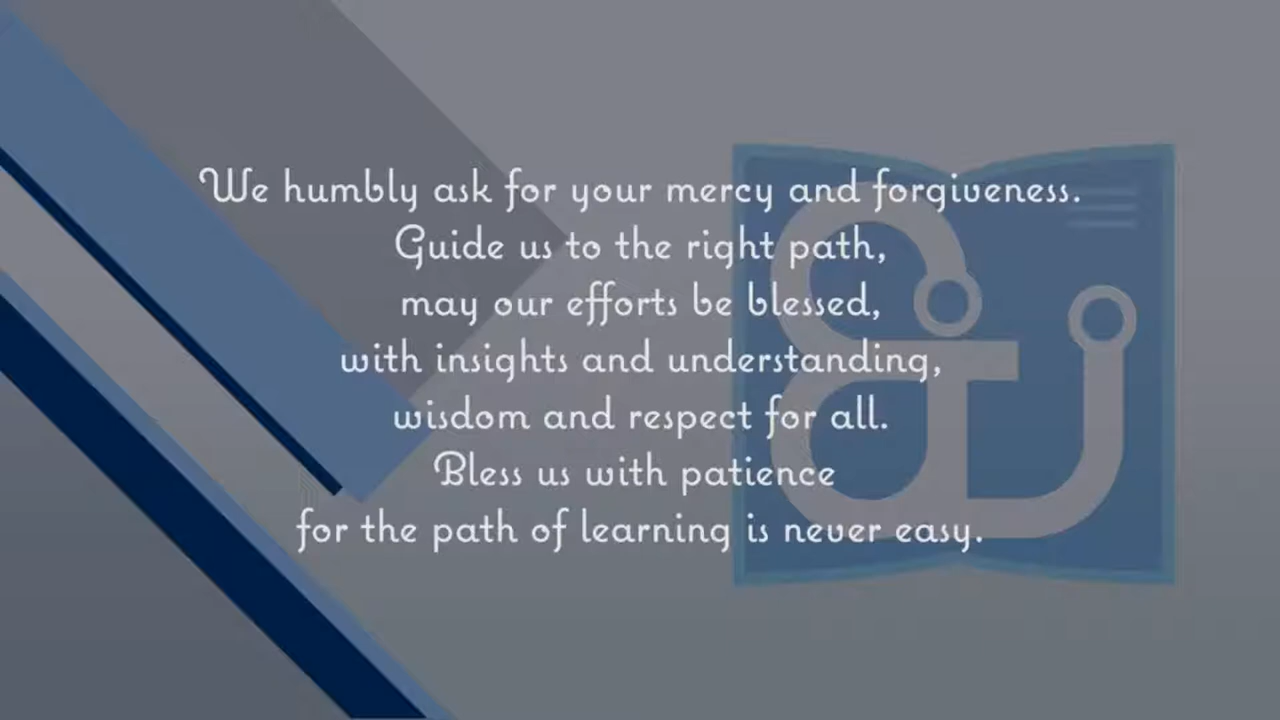 We humbly ask for your mercy and forgiveness.
Guide us to the right path,
may our efforts be blessed,
with insights and understanding,
wisdom and respect for all.
Bless us with patience
for the path of learning is never easy.